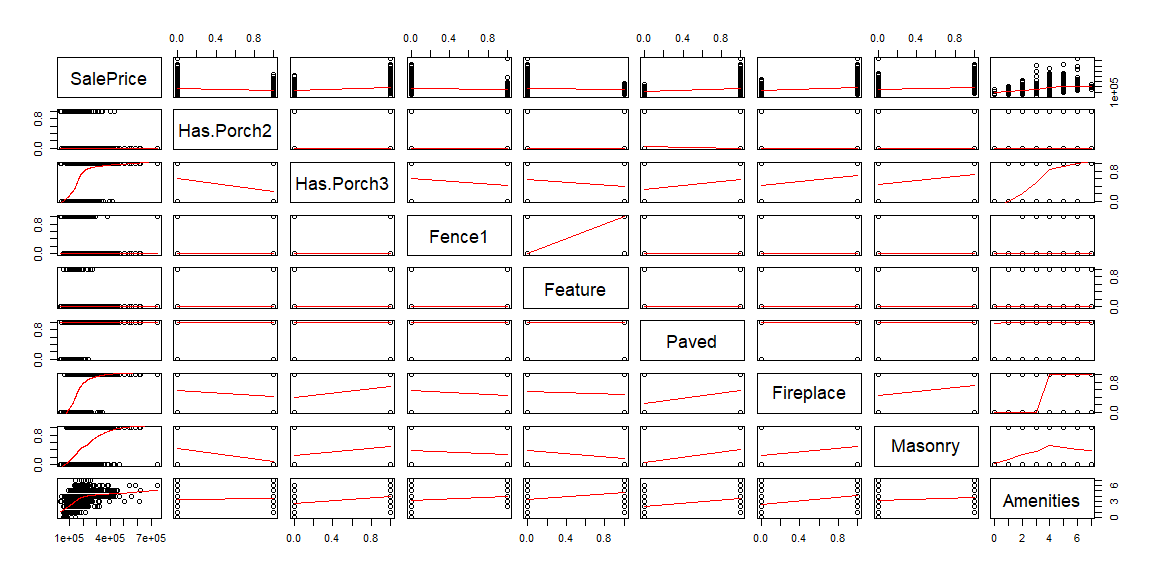 0.0 0.4 0.8 0.0 0.4 0.8 0.0 0.4 0.8 0.0 0.4 0.8
SalePrice 1e+05
0.0 0.8 Has.Porch2
Has.Porch3 0.0 0.8
0.0 0.8 Fence1
Feature 0.0 0.8
0.0 0.8 Paved
Fireplace 0.0 0.8
0.0 0.8 Masonry
Amenities 0 3 6
1e+05 4e+05 7e+05 0.0 0.4 0.8 0.0 0.4 0.8 0.0 0.4 0.8 0 2 4 6